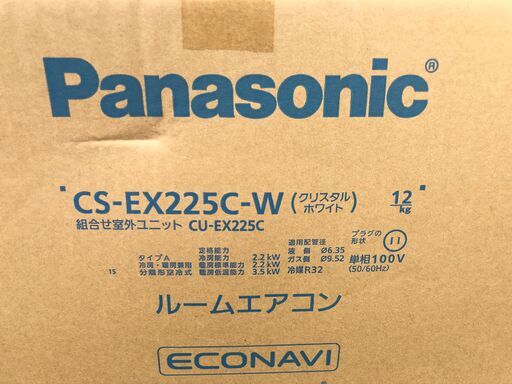 Panasonic®
CS-EX225C-W(クリスタルホワイト) 12kg
組合せ室外ユニット CU-EX225C
定格能力
タイプA 冷房能力 2.2 kW
冷房・暖房兼用 暖房標準能力 2.2 kW
15 分離形空冷式 暖房低温能力 3.5 kW
適用配管径
液 側 ∅6.35
ガス側 ∅9.52
冷媒R32
プラグの形状
単相100V
(50/60Hz)
ルームエアコン
ECONAVI